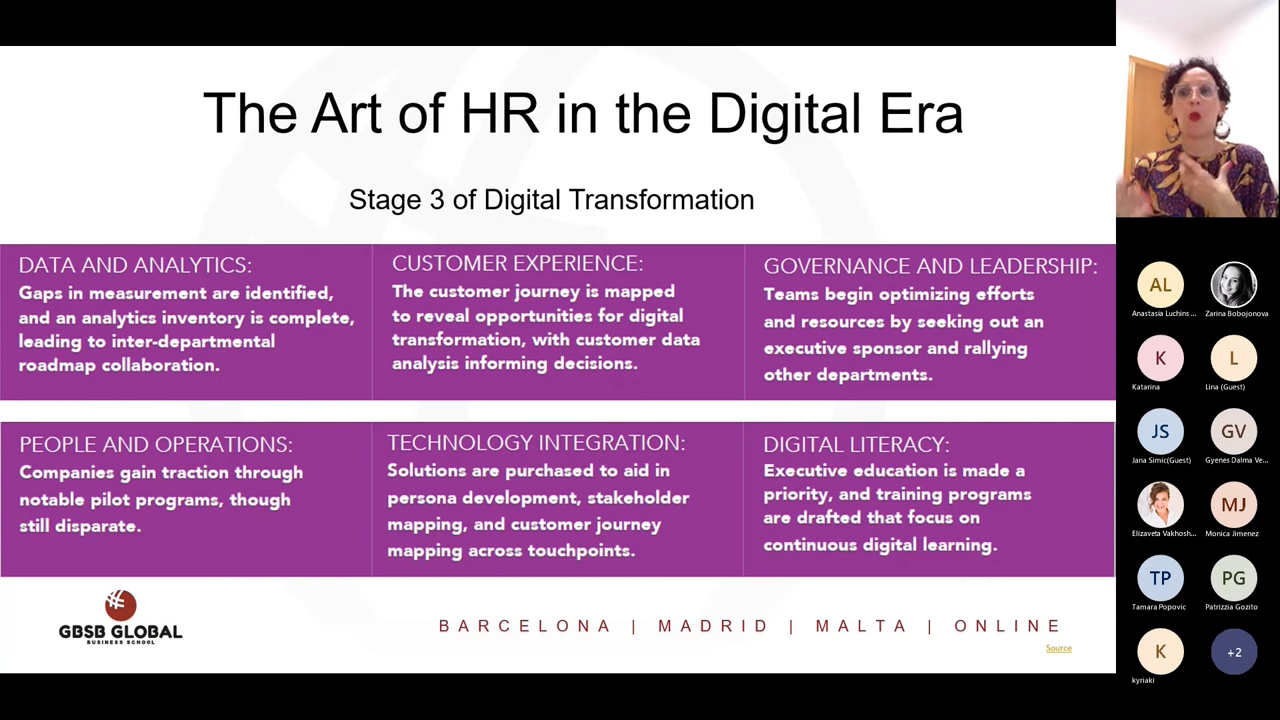 The Art of HR in the Digital Era
Stage 3 of Digital Transformation
DATA AND ANALYTICS:
Gaps in measurement are identified,
and an analytics inventory is complete,
leading to inter-departmental
roadmap collaboration.
CUSTOMER EXPERIENCE:
The customer journey is mapped
to reveal opportunities for digital
transformation, with customer data
analysis informing decisions.
GOVERNANCE AND LEADERSHIP:
Teams begin optimizing efforts
and resources by seeking out an
executive sponsor and rallying
other departments.
PEOPLE AND OPERATIONS:
Companies gain traction through
notable pilot programs, though
still disparate.
TECHNOLOGY INTEGRATION:
Solutions are purchased to aid in
persona development, stakeholder
mapping, and customer journey
mapping across touchpoints.
DIGITAL LITERACY:
Executive education is made a
priority, and training programs
are drafted that focus on
continuous digital learning.
GBSB GLOBAL
BUSINESS SCHOOL
BARCELONA | MADRID | MALTA | ONLINE
Source
AL
Anastasia Luchins ...
Zarina Bobojonova
K
Katarina
L
Lina (Guest)
JS
Jana Simic(Guest)
GV
Gyenes Dalma Ve...
Elizaveta Vakhosh...
MJ
Monica Jimenez
TP
Tamara Popovic
PG
Patrizzia Gozito
K
kyriaki
+2